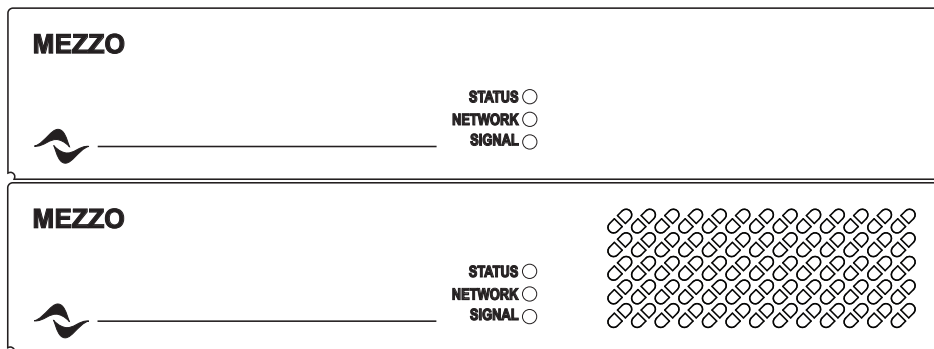 MEZZO
STATUS
NETWORK
SIGNAL
MEZZO
STATUS
NETWORK
SIGNAL